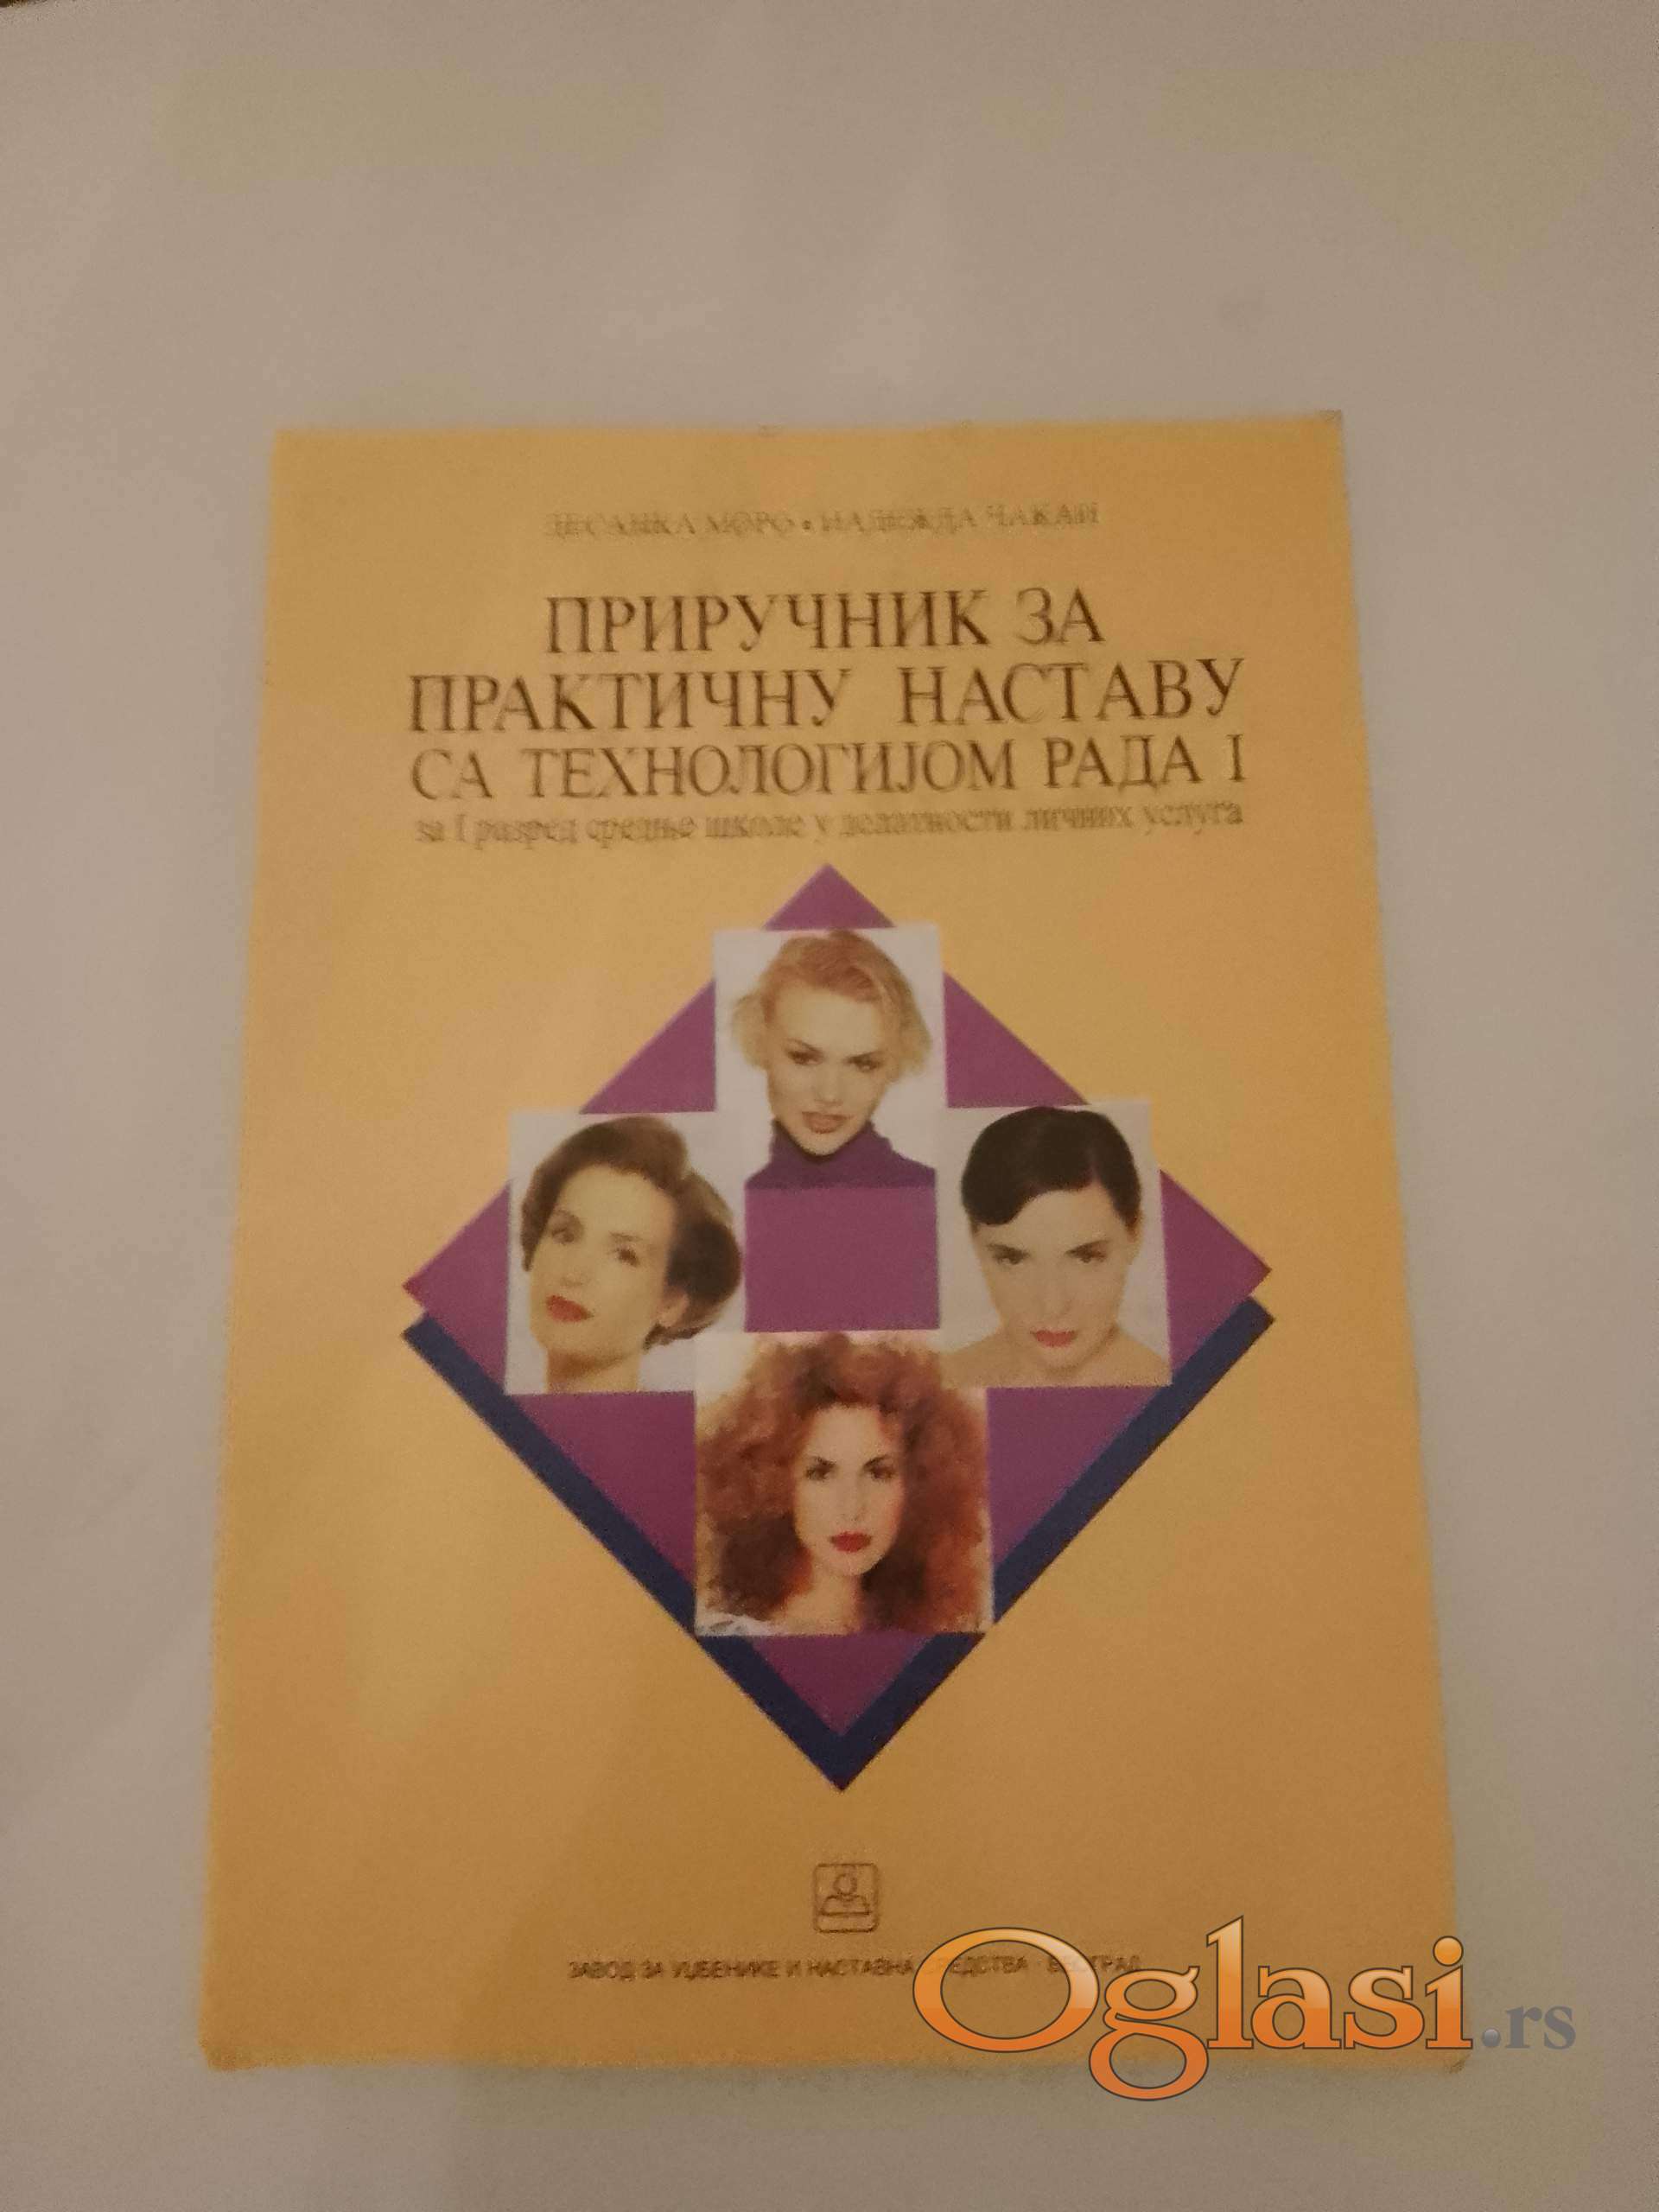 ДЕСАНКА МОРО • НАДЕЖДА ЧАКАН
ПРИРУЧНИК ЗА
ПРАКТИЧНУ НАСТАВУ
СА ТЕХНОЛОГИЈОМ РАДА I
за I разред средње школе у делатности личних услуга
ЗАВОД ЗА УЏБЕНИКЕ И НАСТАВНА СРЕДСТВА · БЕОГРАД
Oglasi.rs